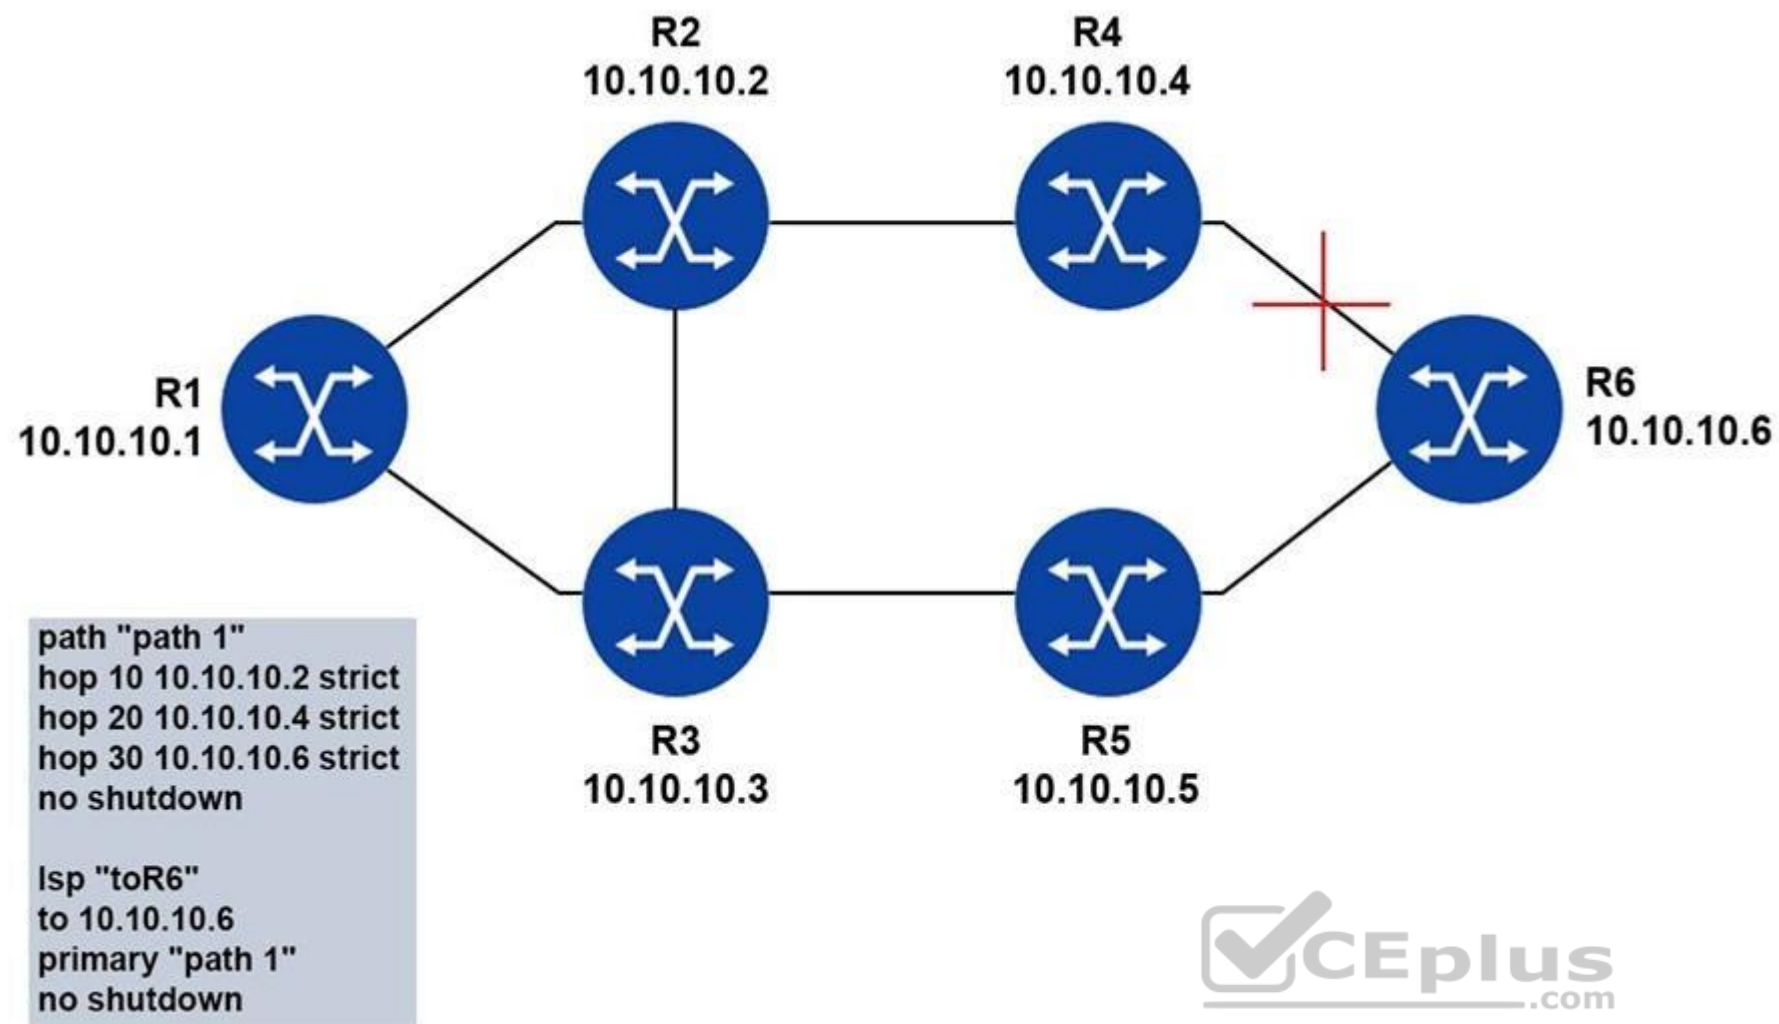 R2
10.10.10.2
R4
10.10.10.4
R1
10.10.10.1
R6
10.10.10.6
R3
10.10.10.3
R5
10.10.10.5
path "path 1"
hop 10 10.10.10.2 strict
hop 20 10.10.10.4 strict
hop 30 10.10.10.6 strict
no shutdown
lsp "toR6"
to 10.10.10.6
primary "path 1"
no shutdown
CEplus
.com